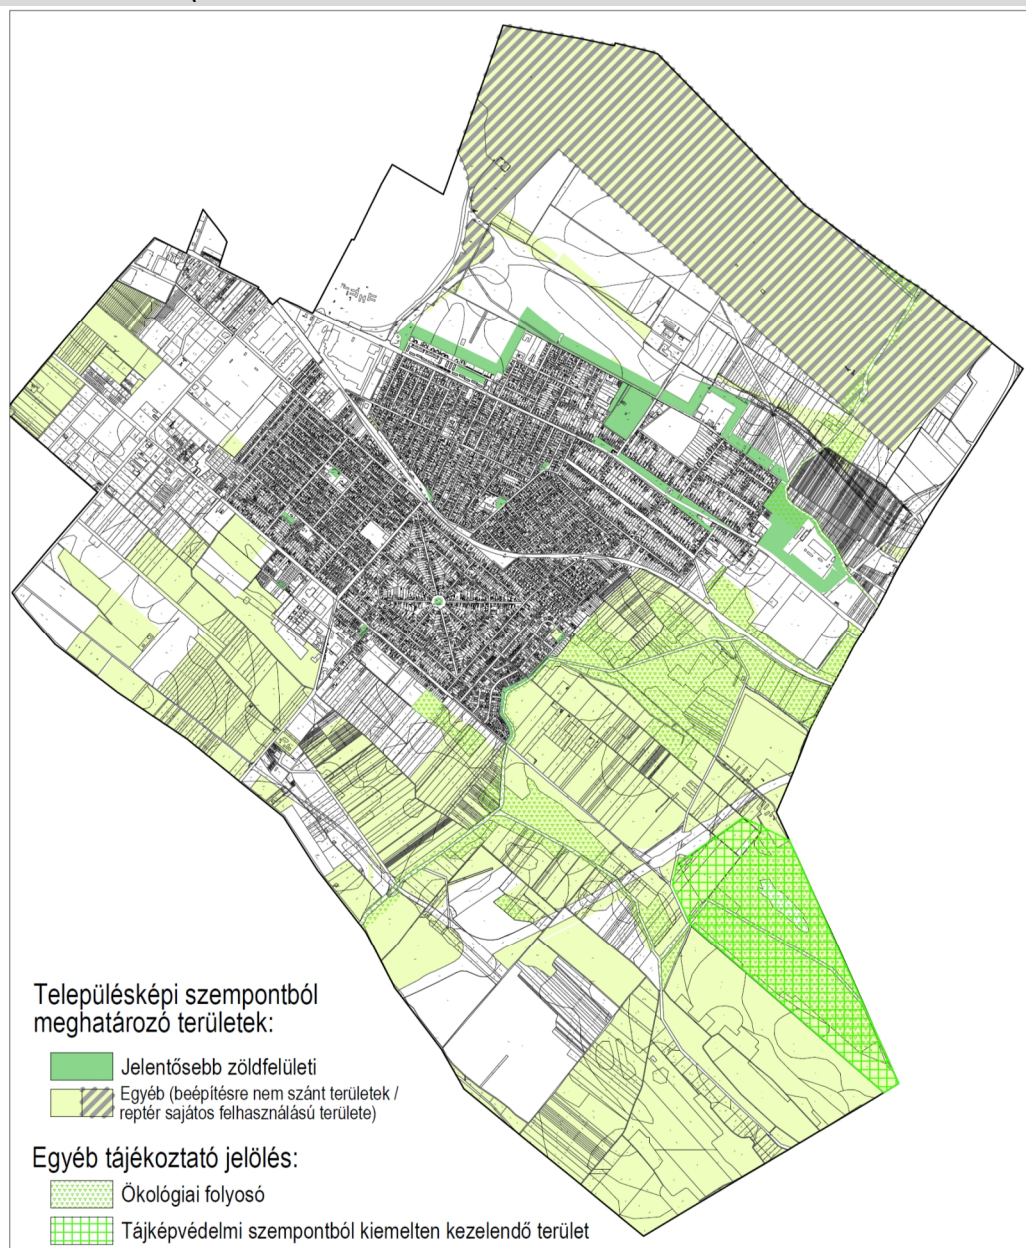 Településképi szempontból
meghatározó területek:
Jelentősebb zöldfelületi
Egyéb (beépítésre nem szánt területek /
reptér sajátos felhasználású területe)
Egyéb tájékoztató jelölés:
Ökológiai folyosó
Tájképvédelmi szempontból kiemelten kezelendő terület